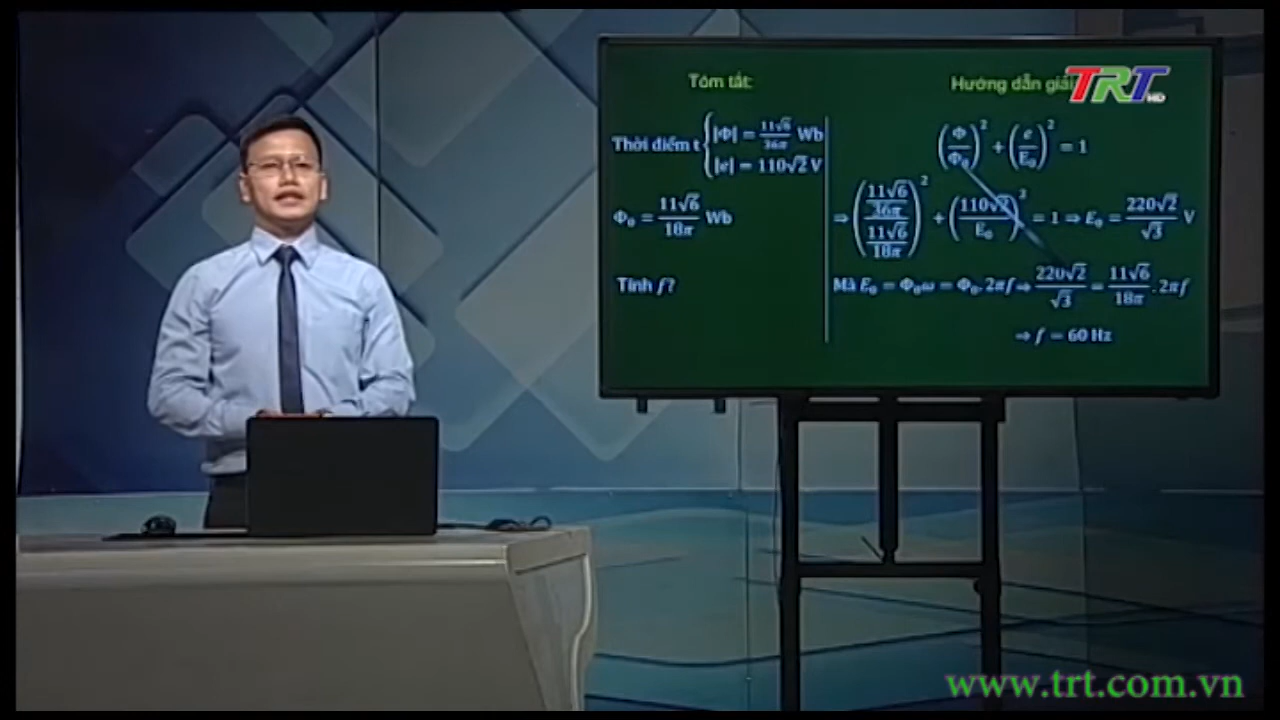 Tóm tắt:
Thời điểm t { |Φ| = 11√6/36π Wb
|e| = 110√2 V
Φ₀ = 11√6/18π Wb
Tính f?
Hướng dẫn giải
(Φ/Φ₀)² + (e/E₀)² = 1
⇒ ((11√6/36π)/(11√6/18π))² + (110√2/E₀)² = 1 ⇒ E₀ = 220√2/√3 V
Mà E₀ = Φ₀ω = Φ₀.2πf ⇒ 220√2/√3 = 11√6/18π .2πf
⇒ f = 60 Hz
TRT HD
www.trt.com.vn